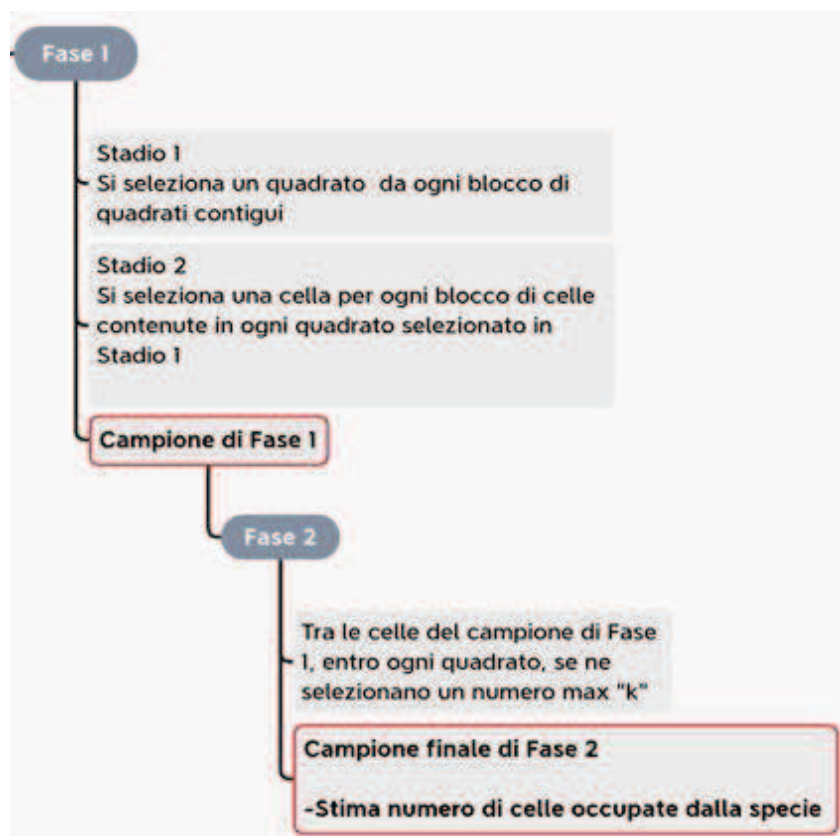 Fase 1
Stadio 1
Si seleziona un quadrato da ogni blocco di
quadrati contigui
Stadio 2
Si seleziona una cella per ogni blocco di celle
contenute in ogni quadrato selezionato in
Stadio 1
Campione di Fase 1
Fase 2
Tra le celle del campione di Fase
1, entro ogni quadrato, se ne
selezionano un numero max "k"
Campione finale di Fase 2
-Stima numero di celle occupate dalla specie